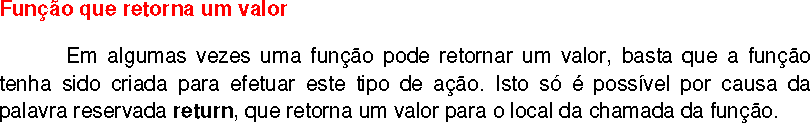 Função que retorna um valor
Em algumas vezes uma função pode retornar um valor, basta que a função
tenha sido criada para efetuar este tipo de ação. Isto só é possível por causa da
palavra reservada return, que retorna um valor para o local da chamada da função.